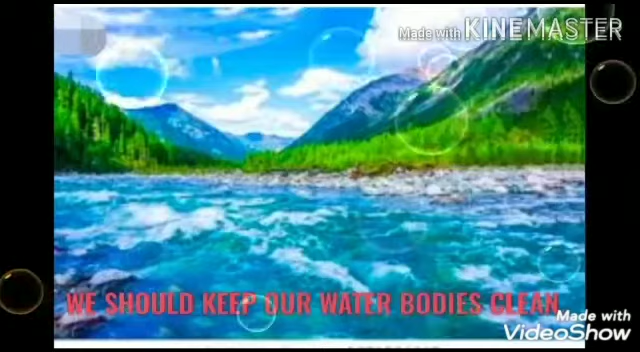 Made with KINEMASTER
WE SHOULD KEEP OUR WATER BODIES CLEAN
Made with
VideoShow